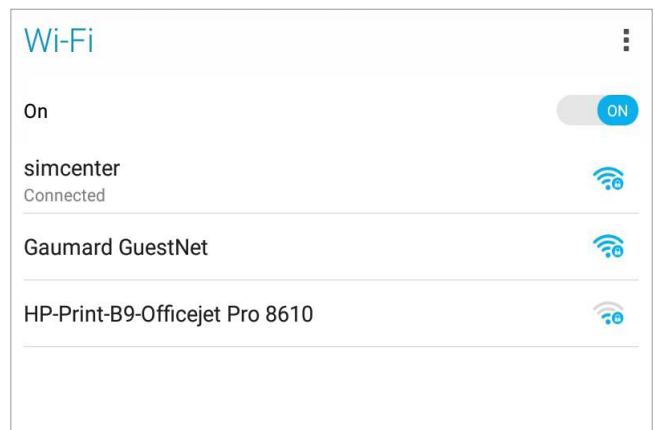 Wi-Fi
On
ON
simcenter
Connected
Gaumard GuestNet
HP-Print-B9-Officejet Pro 8610